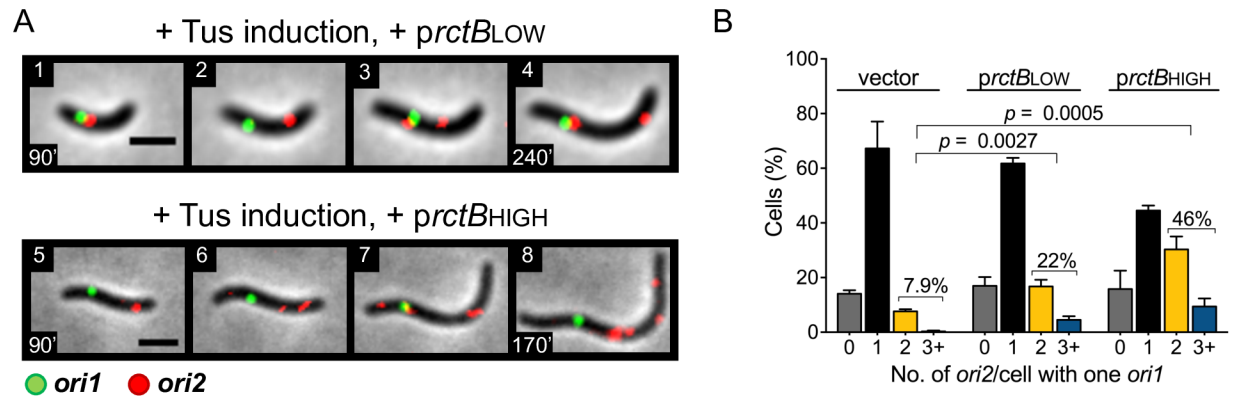 A
+ Tus induction, + prctBLOW
1 2 3 4
90’ 240’
+ Tus induction, + prctBHIGH
5 6 7 8
90’ 170’
ori1 ori2
B
100
80
60
40
20
0
Cells (%)
vector prctBLOW prctBHIGH
p = 0.0005
p = 0.0027
7.9% 22% 46%
0 1 2 3+ 0 1 2 3+ 0 1 2 3+
No. of ori2/cell with one ori1